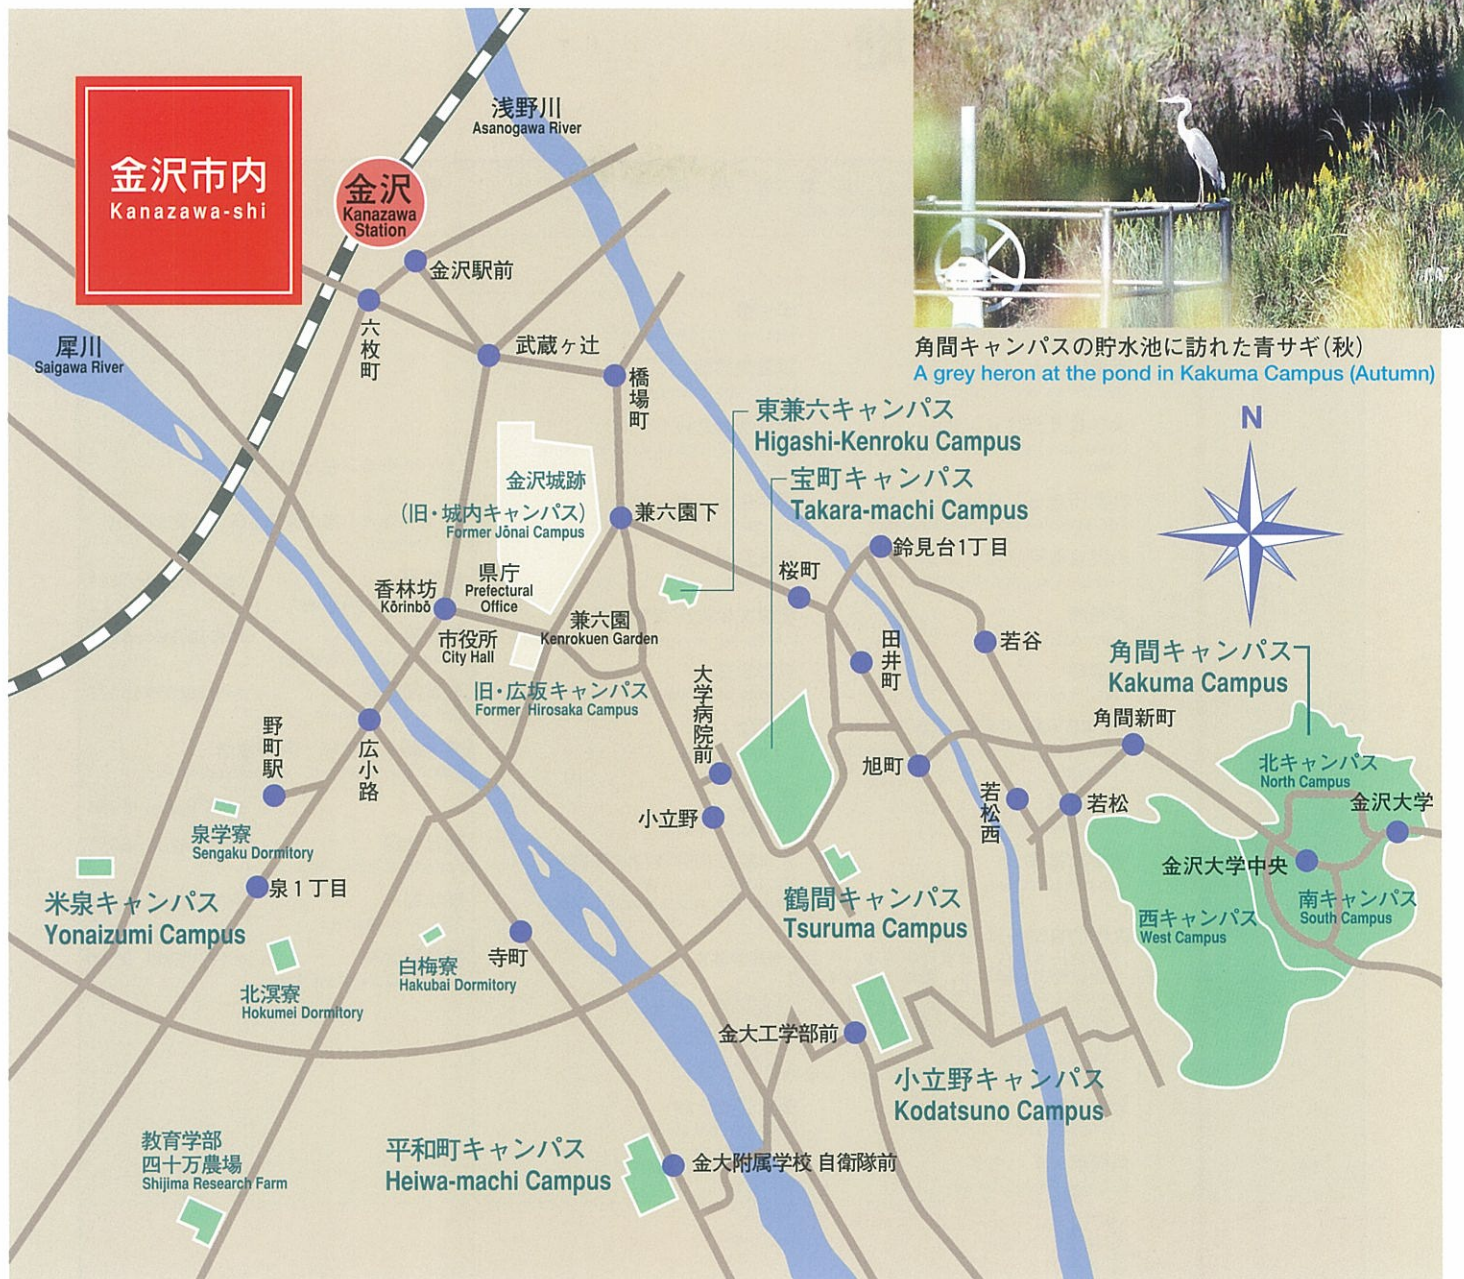 金沢市内
Kanazawa-shi
金沢
Kanazawa
Station
浅野川
Asanogawa River
金沢駅前
六枚町
武蔵ヶ辻
橋場町
犀川
Saigawa River
角間キャンパスの貯水池に訪れた青サギ(秋)
A grey heron at the pond in Kakuma Campus (Autumn)
N
東兼六キャンパス
Higashi-Kenroku Campus
宝町キャンパス
Takara-machi Campus
金沢城跡
(旧・城内キャンパス)
Former Jōnai Campus
兼六園下
鈴見台1丁目
桜町
香林坊
Kōrinbō
県庁
Prefectural
Office
市役所
City Hall
兼六園
Kenrokuen Garden
田井町
若谷
角間キャンパス
Kakuma Campus
旧・広坂キャンパス
Former Hirosaka Campus
大学病院前
野町駅
広小路
角間新町
旭町
若松西
若松
北キャンパス
North Campus
金沢大学
小立野
泉学寮
Sengaku Dormitory
金沢大学中央
泉1丁目
米泉キャンパス
Yonaizumi Campus
鶴間キャンパス
Tsuruma Campus
西キャンパス
West Campus
南キャンパス
South Campus
寺町
白梅寮
Hakubai Dormitory
北溟寮
Hokumei Dormitory
金大工学部前
小立野キャンパス
Kodatsuno Campus
教育学部
四十万農場
Shijima Research Farm
平和町キャンパス
Heiwa-machi Campus
金大附属学校 自衛隊前